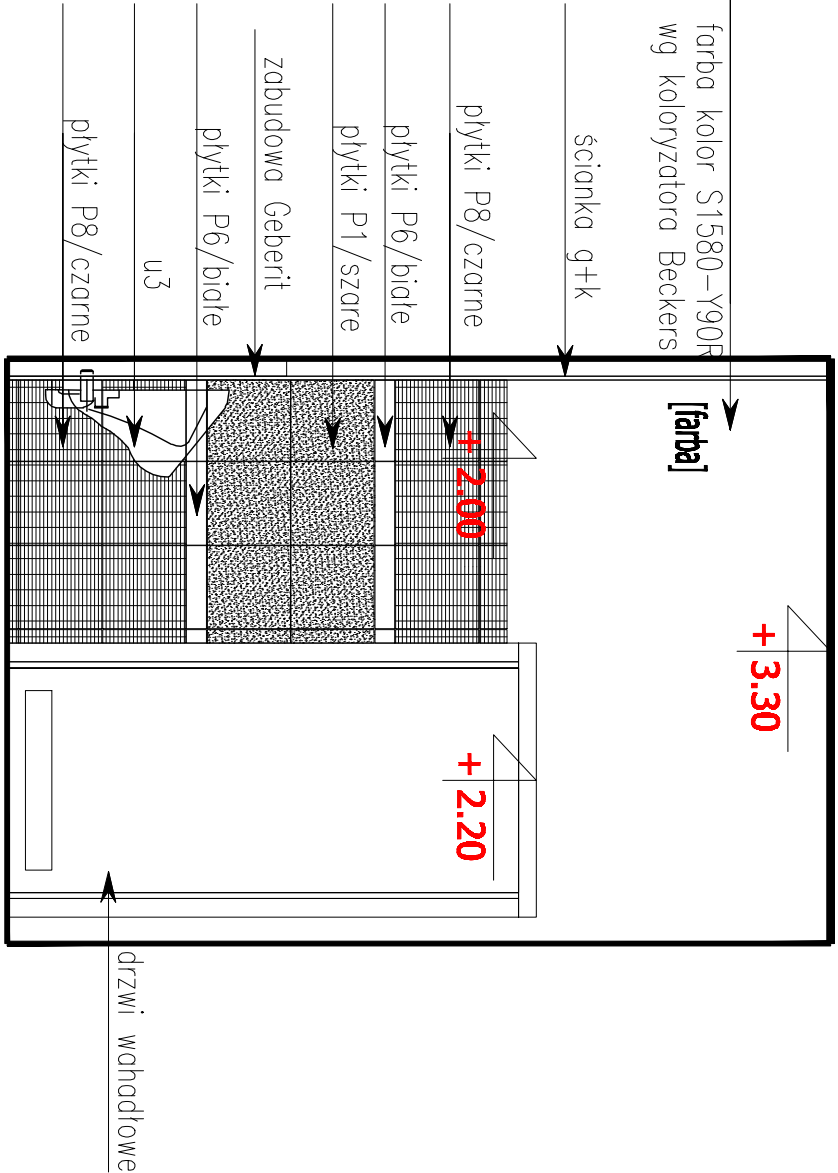 farba kolor S1580-Y90R
wg koloryzatora Beckers
[farba]
+ 3.30
ścianka g+k
płytki P8/czarne
+ 2.00
+ 2.20
płytki P6/białe
płytki P1/szare
zabudowa Geberit
płytki P6/białe
u3
płytki P8/czarne
drzwi wahadłowe